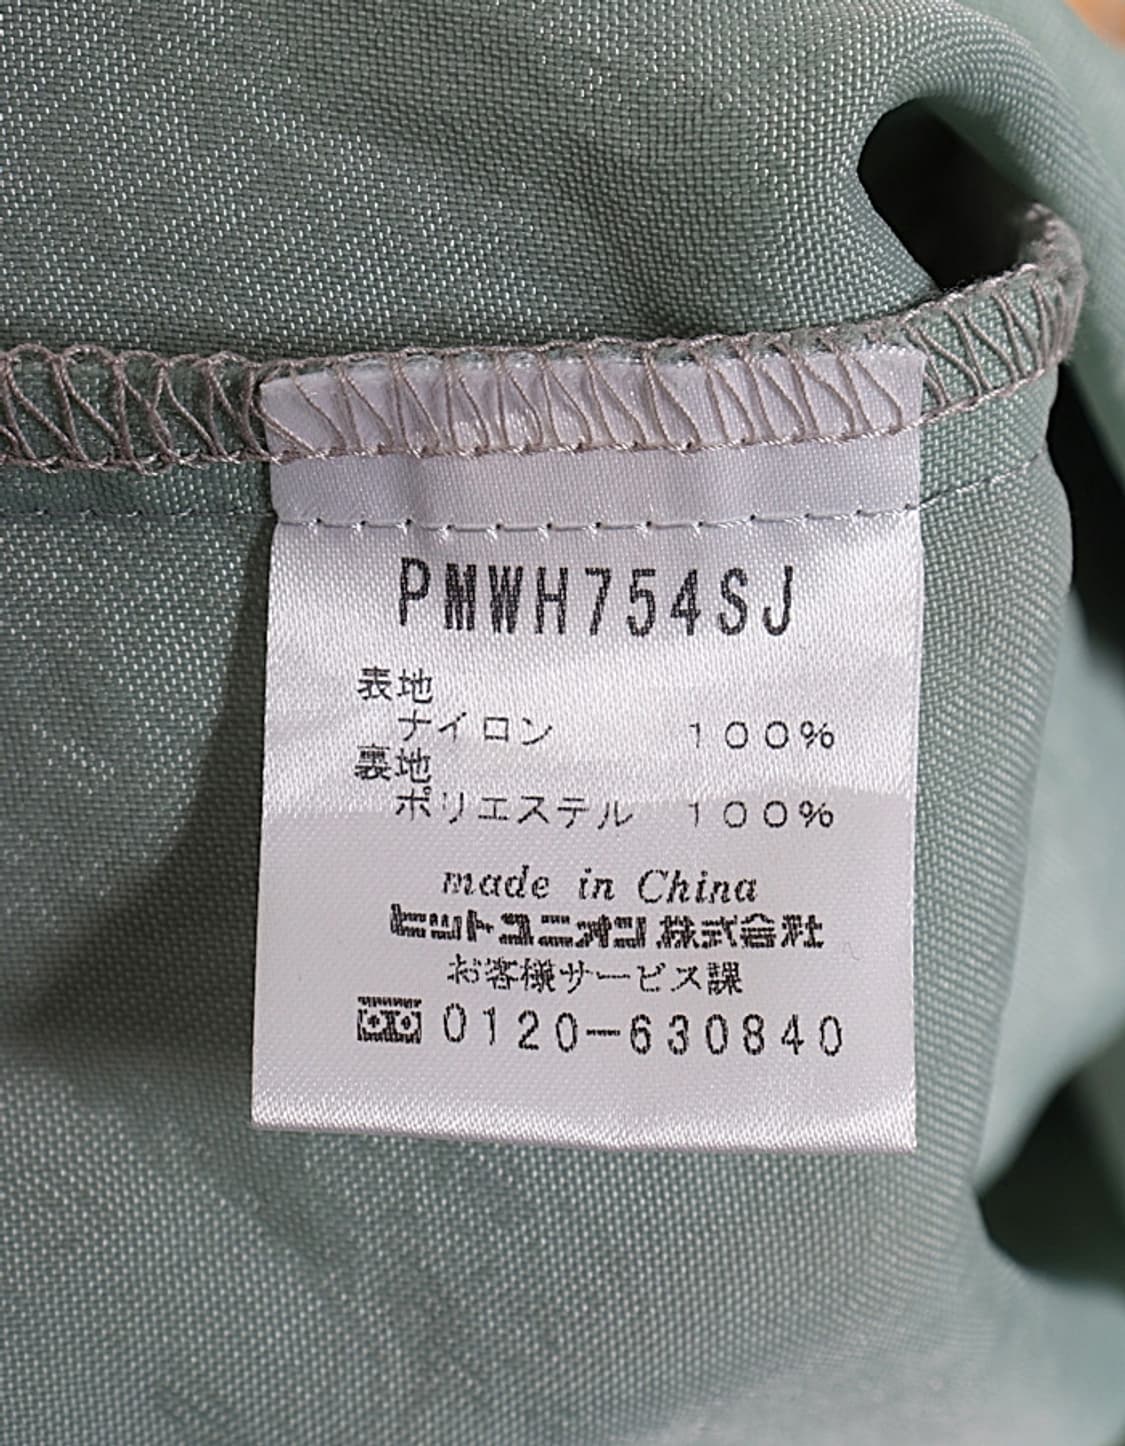 PMWH754SJ
表地
ナイロン 100%
裏地
ポリエステル 100%
made in China
ヒットユニオン株式会社
お客様サービス課
0120-630840